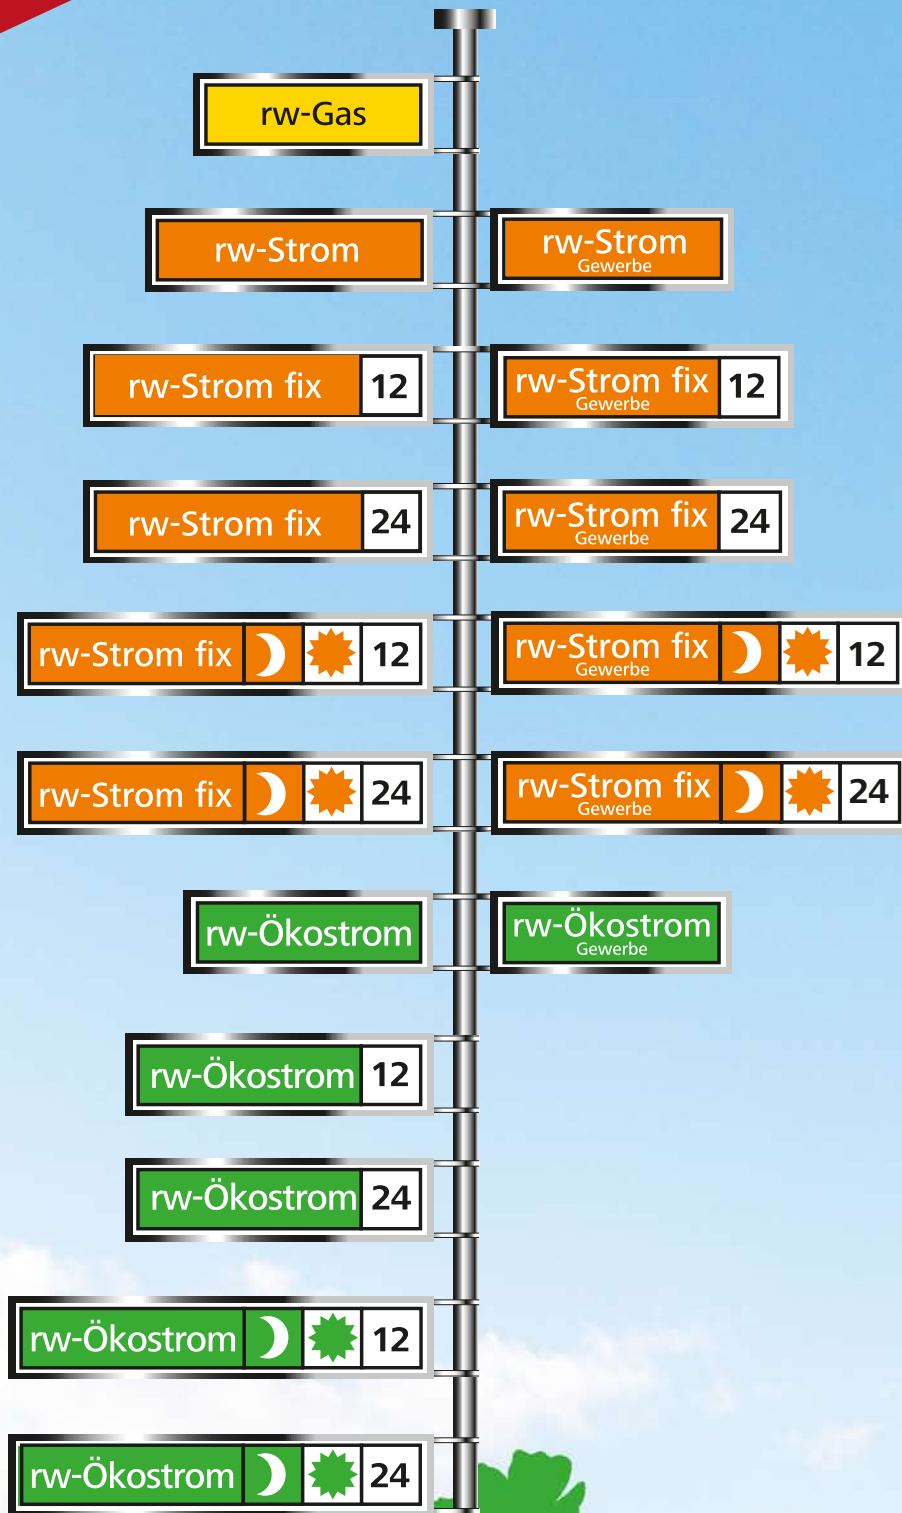 rw-Gas
rw-Strom
rw-Strom
Gewerbe
rw-Strom fix 12
rw-Strom fix 12
Gewerbe
rw-Strom fix 24
rw-Strom fix 24
Gewerbe
rw-Strom fix 12
rw-Strom fix 12
Gewerbe
rw-Strom fix 24
rw-Strom fix 24
Gewerbe
rw-Ökostrom
rw-Ökostrom
Gewerbe
rw-Ökostrom 12
rw-Ökostrom 24
rw-Ökostrom 12
rw-Ökostrom 24